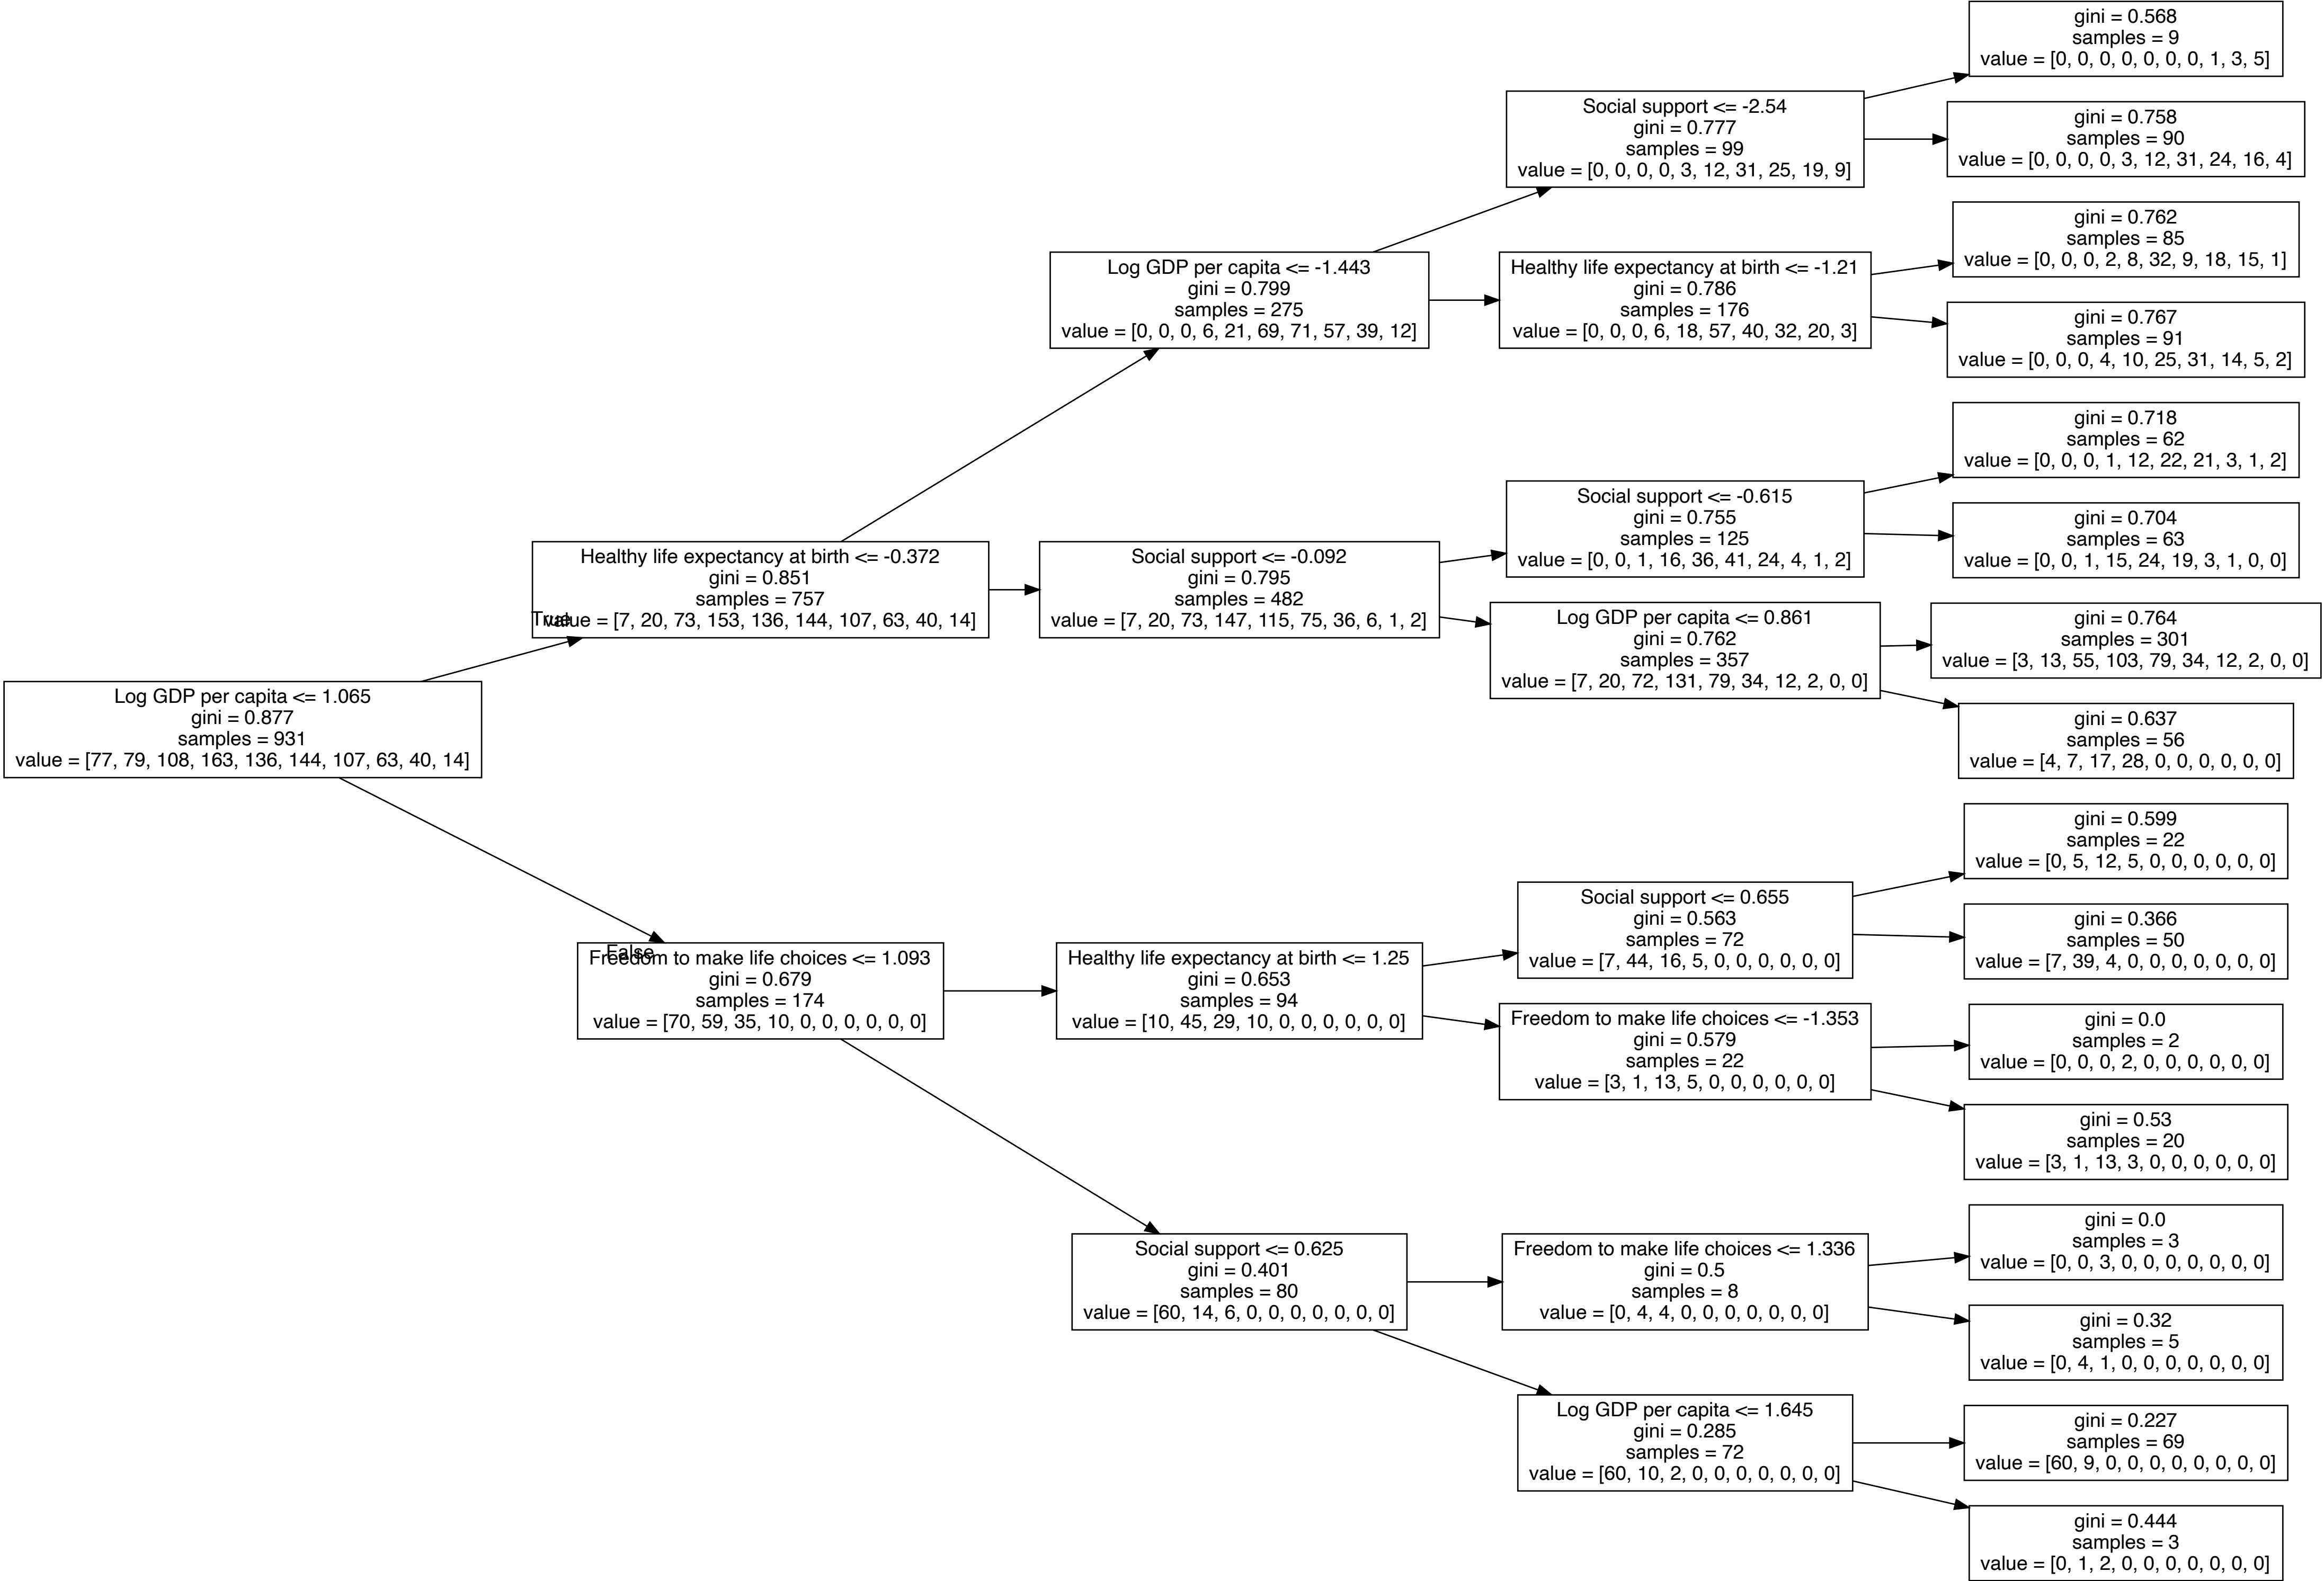 Log GDP per capita <= 1.065
gini = 0.877
samples = 931
value = [77, 79, 108, 163, 136, 144, 107, 63, 40, 14]
True
Healthy life expectancy at birth <= -0.372
gini = 0.851
samples = 757
value = [7, 20, 73, 153, 136, 144, 107, 63, 40, 14]
False
Freedom to make life choices <= 1.093
gini = 0.679
samples = 174
value = [70, 59, 35, 10, 0, 0, 0, 0, 0, 0]
Log GDP per capita <= -1.443
gini = 0.799
samples = 275
value = [0, 0, 0, 6, 21, 69, 71, 57, 39, 12]
Social support <= -0.092
gini = 0.795
samples = 482
value = [7, 20, 73, 147, 115, 75, 36, 6, 1, 2]
Healthy life expectancy at birth <= 1.25
gini = 0.653
samples = 94
value = [10, 45, 29, 10, 0, 0, 0, 0, 0, 0]
Social support <= 0.625
gini = 0.401
samples = 80
value = [60, 14, 6, 0, 0, 0, 0, 0, 0, 0]
Social support <= -2.54
gini = 0.777
samples = 99
value = [0, 0, 0, 0, 3, 12, 31, 25, 19, 9]
Healthy life expectancy at birth <= -1.21
gini = 0.786
samples = 176
value = [0, 0, 0, 6, 18, 57, 40, 32, 20, 3]
Social support <= -0.615
gini = 0.755
samples = 125
value = [0, 0, 1, 16, 36, 41, 24, 4, 1, 2]
Log GDP per capita <= 0.861
gini = 0.762
samples = 357
value = [7, 20, 72, 131, 79, 34, 12, 2, 0, 0]
Social support <= 0.655
gini = 0.563
samples = 72
value = [7, 44, 16, 5, 0, 0, 0, 0, 0, 0]
Freedom to make life choices <= -1.353
gini = 0.579
samples = 22
value = [3, 1, 13, 5, 0, 0, 0, 0, 0, 0]
Freedom to make life choices <= 1.336
gini = 0.5
samples = 8
value = [0, 4, 4, 0, 0, 0, 0, 0, 0, 0]
Log GDP per capita <= 1.645
gini = 0.285
samples = 72
value = [60, 10, 2, 0, 0, 0, 0, 0, 0, 0]
gini = 0.568
samples = 9
value = [0, 0, 0, 0, 0, 0, 0, 1, 3, 5]
gini = 0.758
samples = 90
value = [0, 0, 0, 0, 3, 12, 31, 24, 16, 4]
gini = 0.762
samples = 85
value = [0, 0, 0, 2, 8, 32, 9, 18, 15, 1]
gini = 0.767
samples = 91
value = [0, 0, 0, 4, 10, 25, 31, 14, 5, 2]
gini = 0.718
samples = 62
value = [0, 0, 0, 1, 12, 22, 21, 3, 1, 2]
gini = 0.704
samples = 63
value = [0, 0, 1, 15, 24, 19, 3, 1, 0, 0]
gini = 0.764
samples = 301
value = [3, 13, 55, 103, 79, 34, 12, 2, 0, 0]
gini = 0.637
samples = 56
value = [4, 7, 17, 28, 0, 0, 0, 0, 0, 0]
gini = 0.599
samples = 22
value = [0, 5, 12, 5, 0, 0, 0, 0, 0, 0]
gini = 0.366
samples = 50
value = [7, 39, 4, 0, 0, 0, 0, 0, 0, 0]
gini = 0.0
samples = 2
value = [0, 0, 0, 2, 0, 0, 0, 0, 0, 0]
gini = 0.53
samples = 20
value = [3, 1, 13, 3, 0, 0, 0, 0, 0, 0]
gini = 0.0
samples = 3
value = [0, 0, 3, 0, 0, 0, 0, 0, 0, 0]
gini = 0.32
samples = 5
value = [0, 4, 1, 0, 0, 0, 0, 0, 0, 0]
gini = 0.227
samples = 69
value = [60, 9, 0, 0, 0, 0, 0, 0, 0, 0]
gini = 0.444
samples = 3
value = [0, 1, 2, 0, 0, 0, 0, 0, 0, 0]